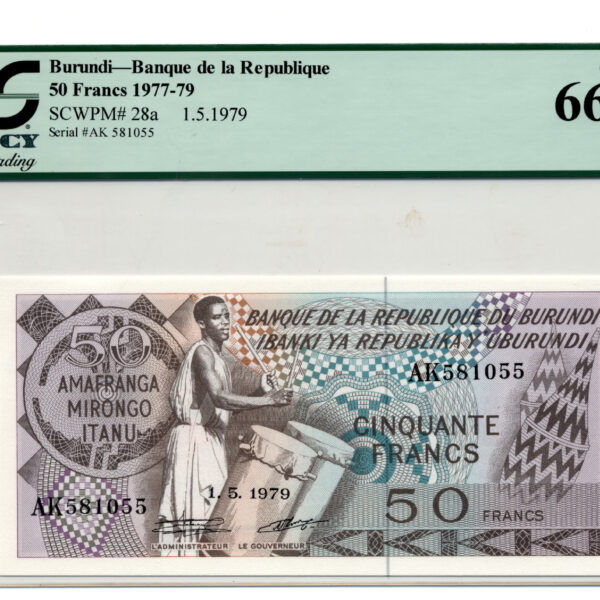 Burundi—Banque de la Republique
50 Francs 1977-79
SCWPM# 28a 1.5.1979
Serial #AK 581055
66
BANQUE DE LA REPUBLIQUE DU BURUNDI
IBANKI YA REPUBLIKA Y'UBURUNDI
50
AMAFRANGA
MIRONGO
ITANU
AK581055
CINQUANTE
FRANCS
AK581055
1.5.1979
50 FRANCS
L'ADMINISTRATEUR LE GOUVERNEUR